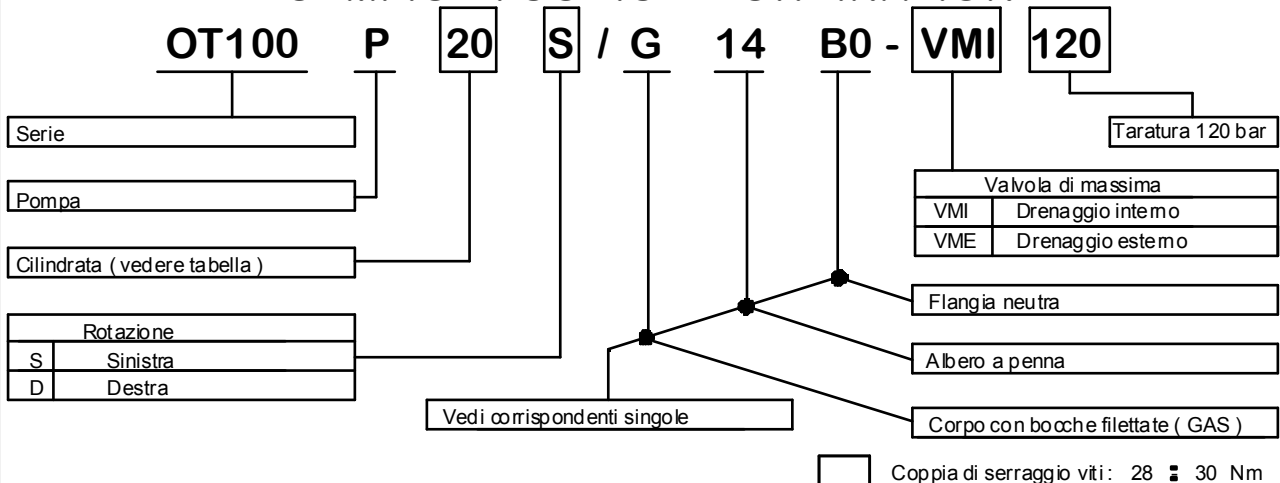 OT100 P 20 S / G 14 B0 - VMI 120
Serie
Taratura 120 bar
Pompa
Valvola di massima
VMI Drenaggio interno
VME Drenaggio esterno
Cilindrata ( vedere tabella )
Flangia neutra
Rotazione
S Sinistra
D Destra
Albero a penna
Vedi corrispondenti singole
Corpo con bocche filettate ( GAS )
Coppia di serraggio viti : 28 ÷ 30 Nm